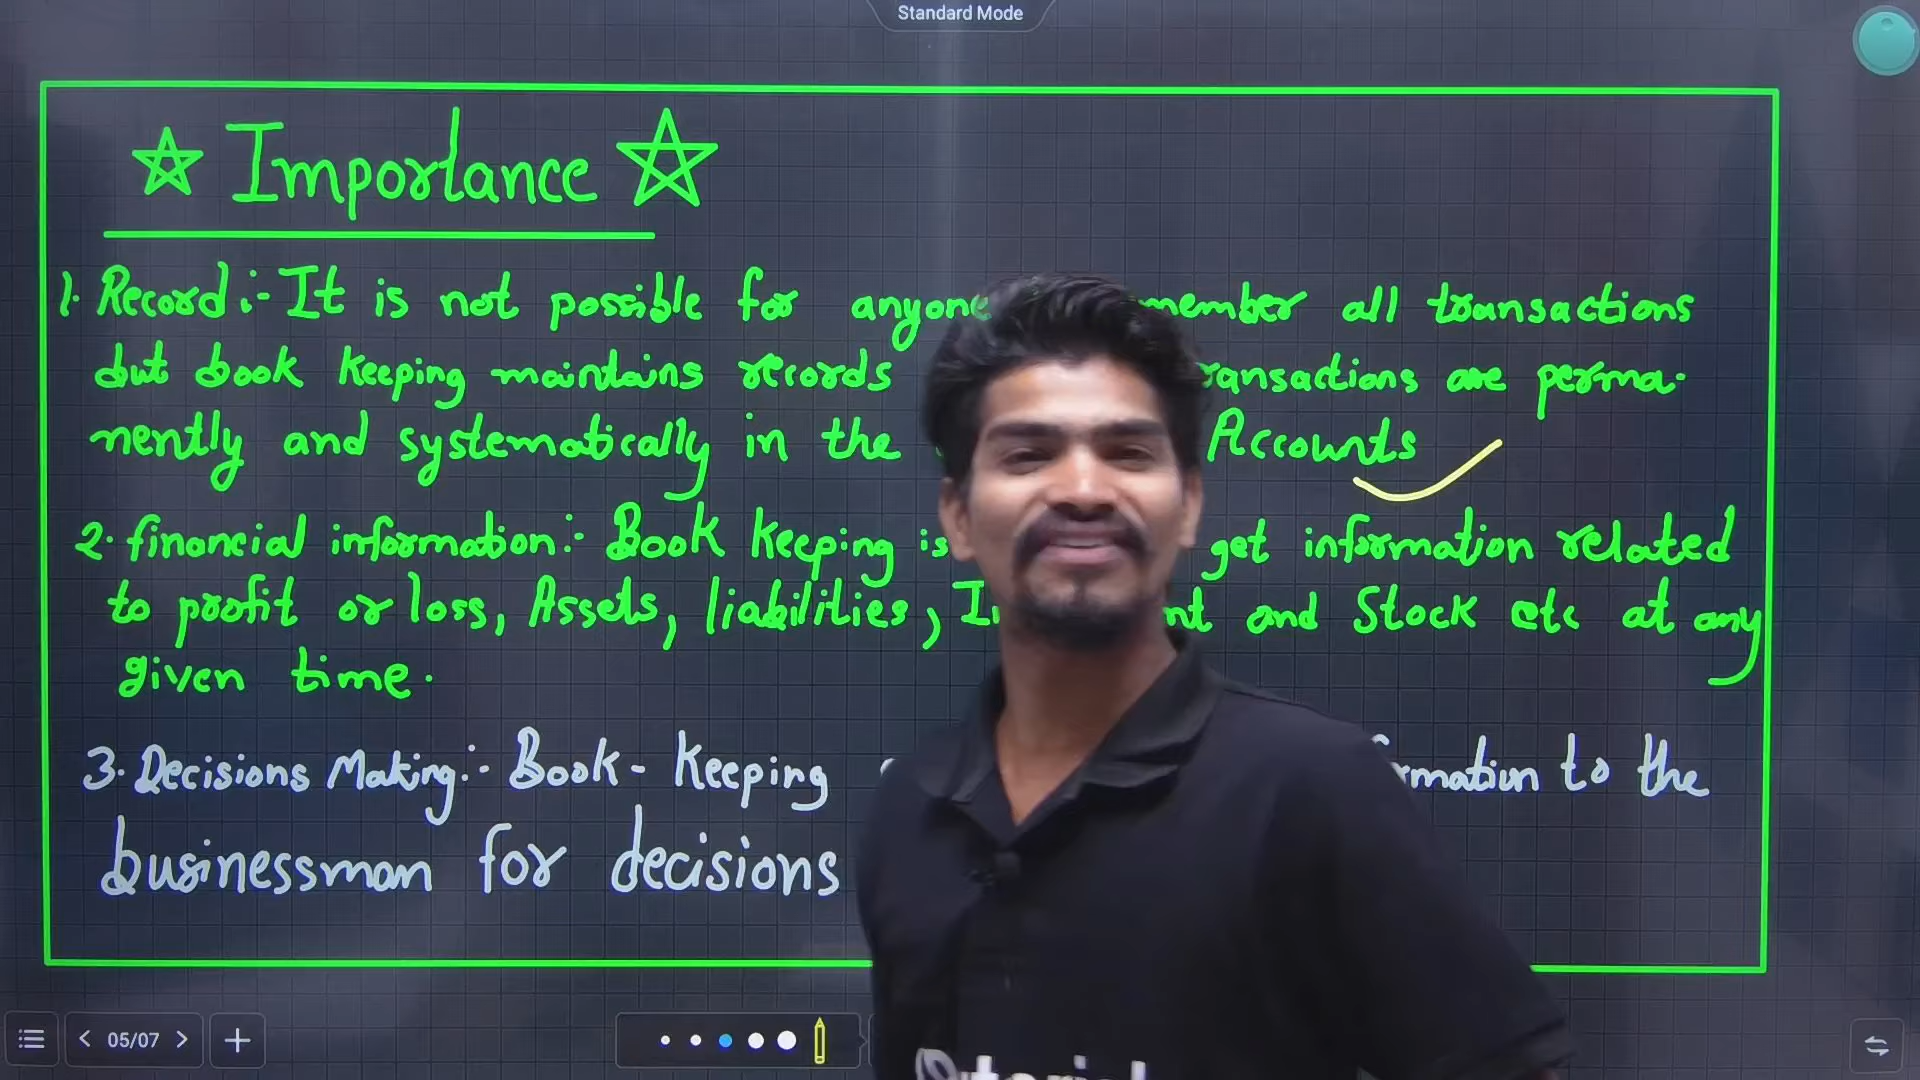 Standard Mode
Importance
1. Record :- It is not possible for anyone member all transactions
but book keeping maintains records ransactions are perma-
nently and systematically in the Accounts
2. financial information :- Book Keeping is get information related
to profit or loss, Assets, liabilities, nt and Stock etc at any
given time.
3. Decisions Making :- Book - Keeping rmation to the
businessman for decisions
05/07